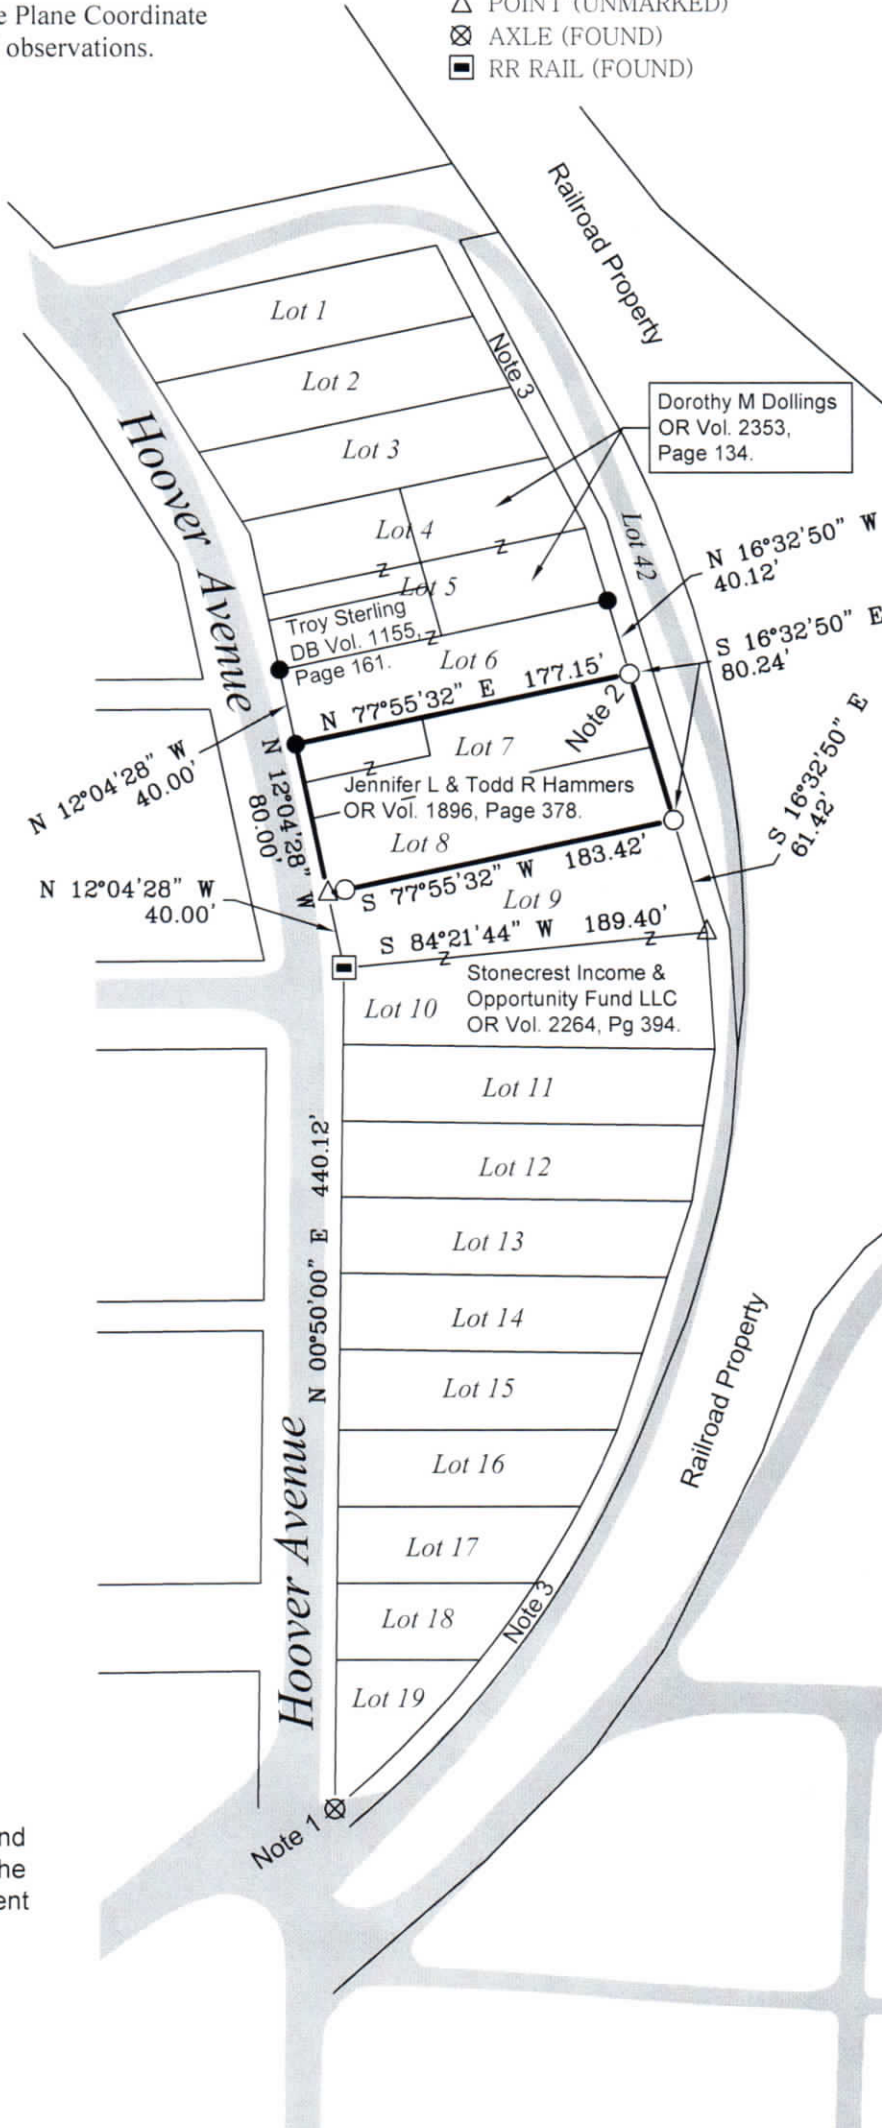 e Plane Coordinate
observations.
POINT (UNMARKED)
AXLE (FOUND)
RR RAIL (FOUND)
Railroad Property
Lot 1
Lot 2
Note 3
Lot 3
Dorothy M Dollings
OR Vol. 2353,
Page 134.
Hoover Avenue
Lot 4
Z
Z
Lot 5
Lot 42
N 16°32'50" W
40.12'
Troy Sterling
DB Vol. 1155,
Page 161.
Z
Lot 6
S 16°32'50" E
80.24'
N 77°55'32" E 177.15'
Note 2
N 12°04'28" W
40.00'
N 12°04'28" W
80.00'
Lot 7
Z
Jennifer L & Todd R Hammers
OR Vol. 1896, Page 378.
S 16°32'50" E
61.42'
Lot 8
S 77°55'32" W 183.42'
N 12°04'28" W
40.00'
Lot 9
S 84°21'44" W 189.40'
Z
Z
Stonecrest Income &
Opportunity Fund LLC
OR Vol. 2264, Pg 394.
Lot 10
Lot 11
Lot 12
N 00°50'00" E 440.12'
Lot 13
Lot 14
Lot 15
Railroad Property
Lot 16
Hoover Avenue
Lot 17
Lot 18
Note 3
Lot 19
Note 1
nd
he
ent